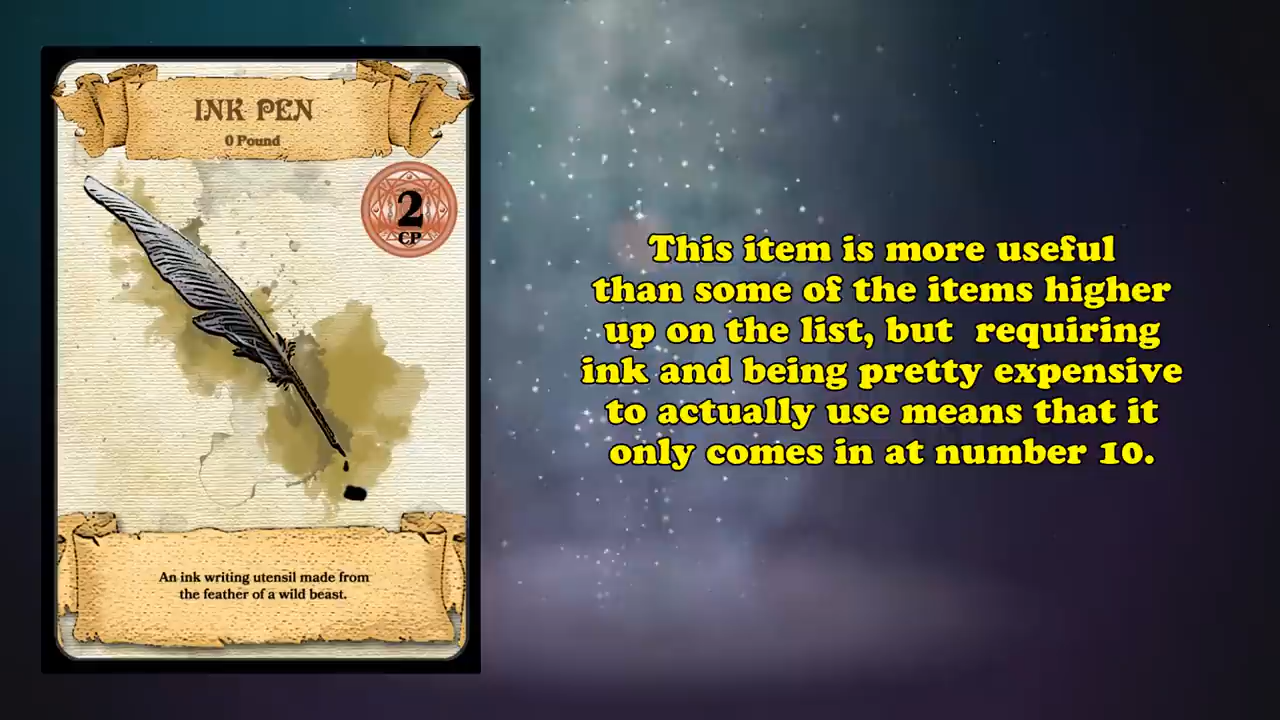 INK PEN
0 Pound
2
CP
An ink writing utensil made from
the feather of a wild beast.
This item is more useful
than some of the items higher
up on the list, but  requiring
ink and being pretty expensive
to actually use means that it
only comes in at number 10.